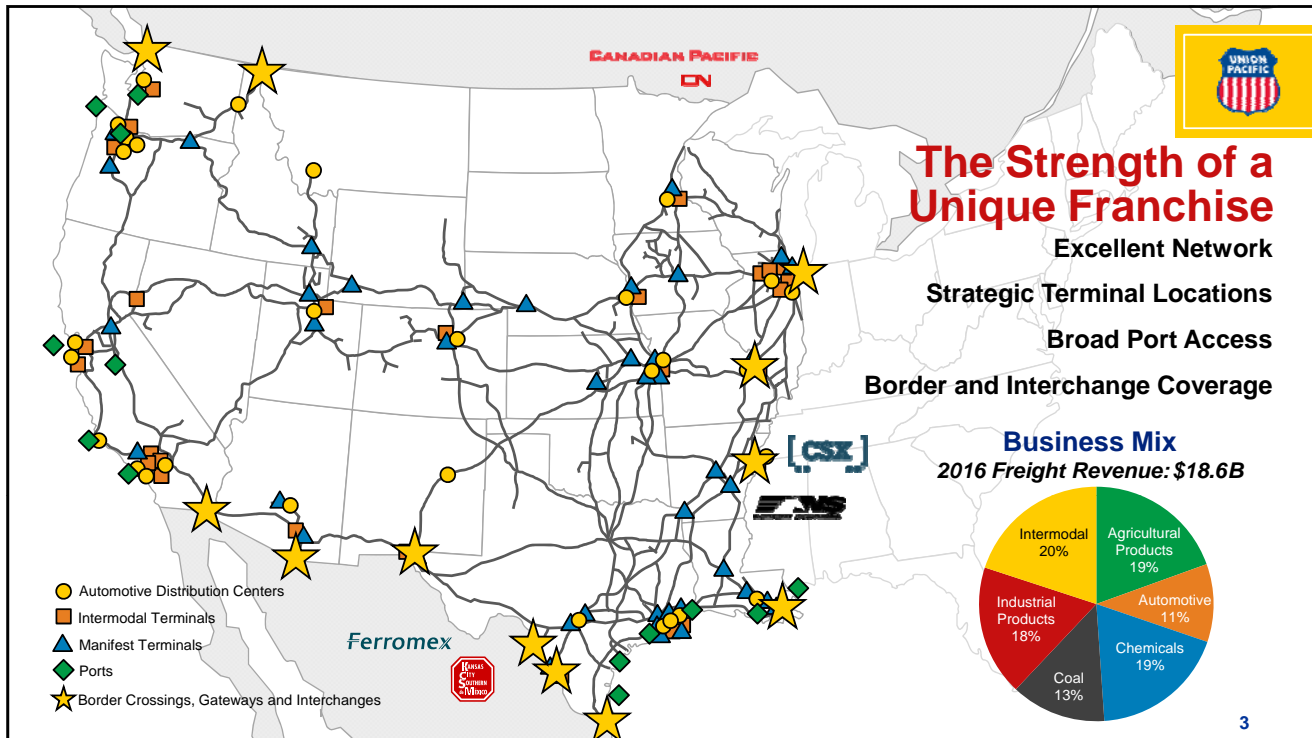 CANADIAN PACIFIC
CN
UNION
PACIFIC
The Strength of a
Unique Franchise
Excellent Network
Strategic Terminal Locations
Broad Port Access
Border and Interchange Coverage
Business Mix
2016 Freight Revenue: $18.6B
Intermodal
20%
Agricultural
Products
19%
Automotive
11%
Chemicals
19%
Coal
13%
Industrial
Products
18%
CSX
NS
Automotive Distribution Centers
Intermodal Terminals
Manifest Terminals
Ports
Border Crossings, Gateways and Interchanges
Ferromex
KANSAS
CITY
SOUTHERN
de
MEXICO
3